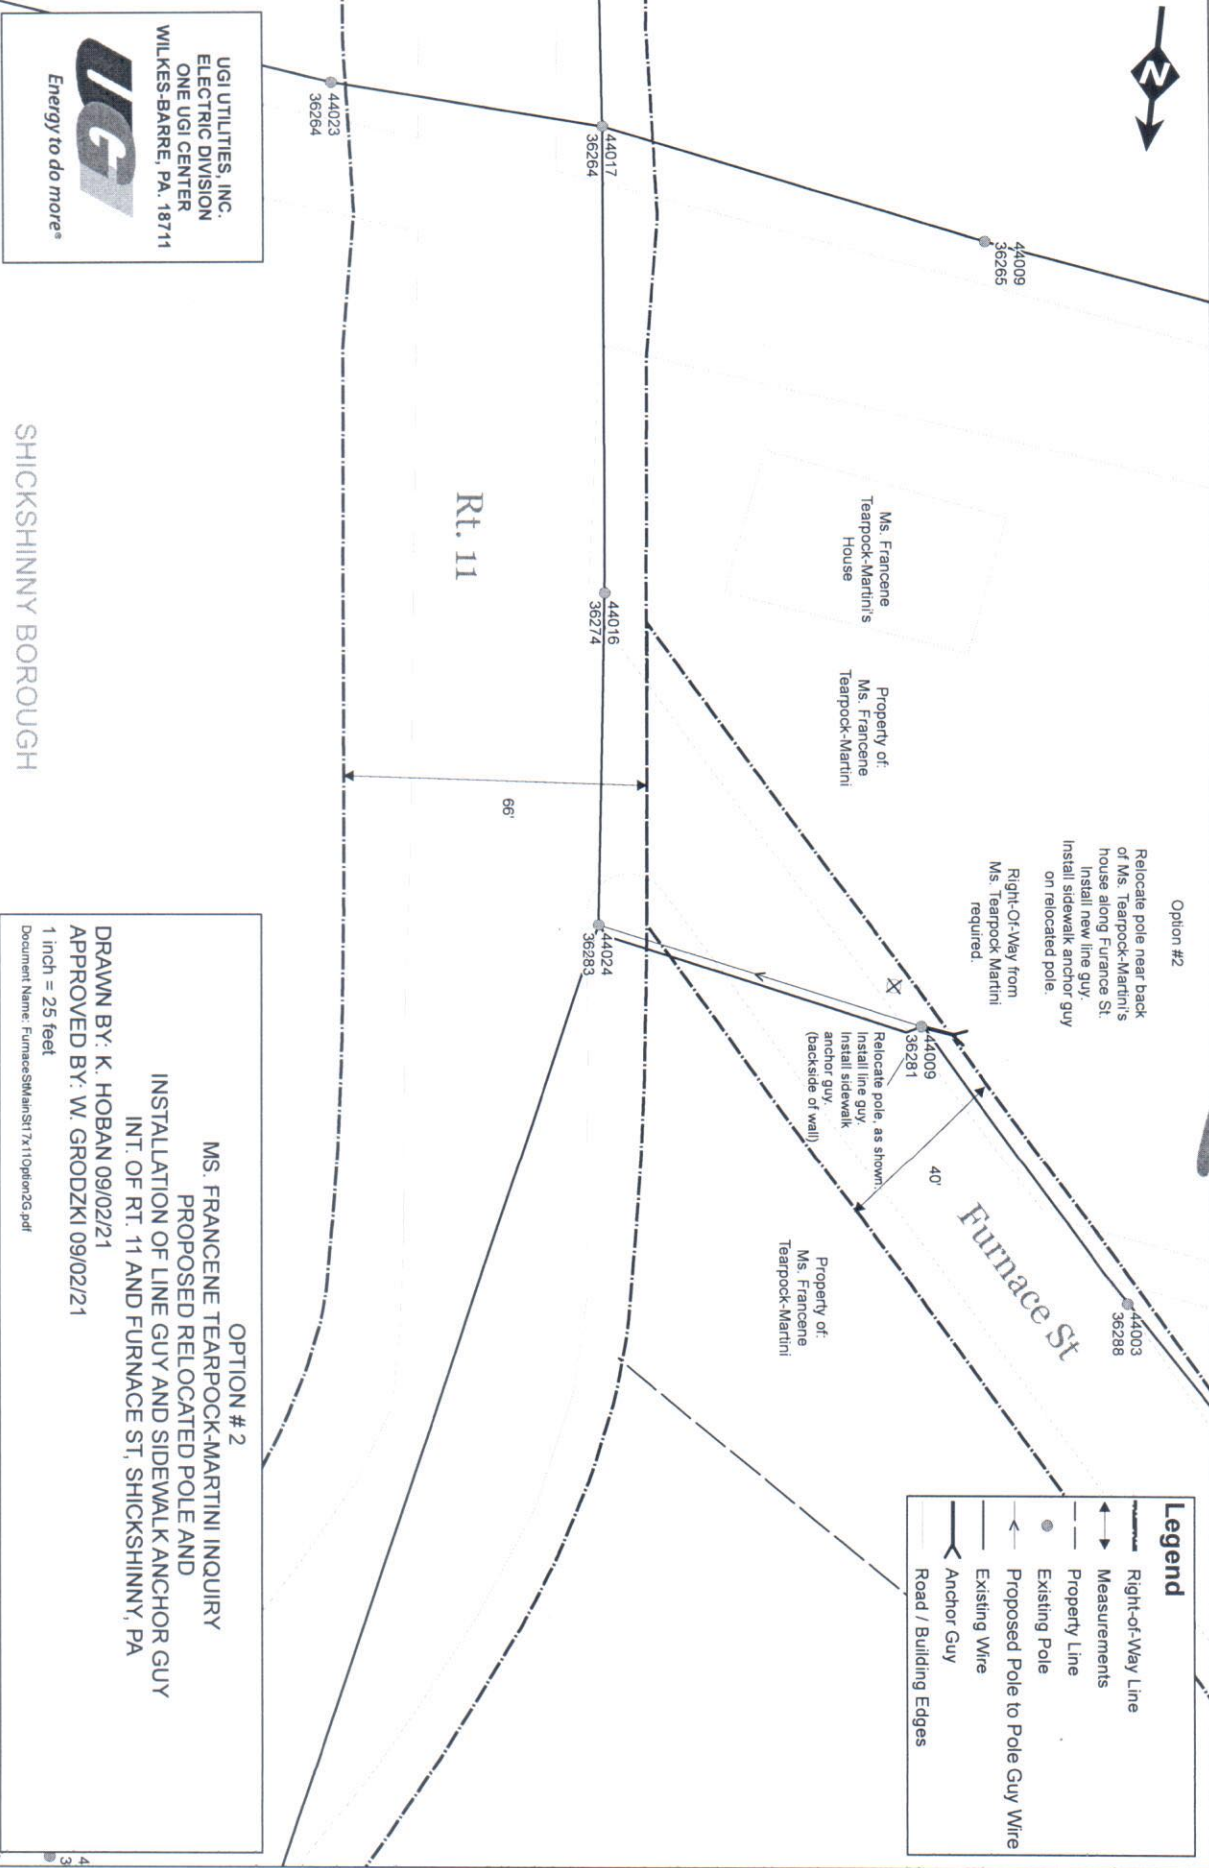 N
Option #2
Relocate pole near back
of Ms. Tearpock-Martini's
house along Furance St.
Install new line guy.
Install sidewalk anchor guy
on relocated pole.
Right-Of-Way from
Ms. Tearpock Martini
required.
Legend
Right-of-Way Line
Measurements
Property Line
Existing Pole
Proposed Pole to Pole Guy Wire
Existing Wire
Anchor Guy
Road / Building Edges
44009
36265
Ms. Francene
Tearpock-Martini's
House
Property of:
Ms. Francene
Tearpock-Martini
44003
36288
44009
36281
X
Relocate pole, as shown.
Install line guy.
Install sidewalk
anchor guy.
(backside of wall)
40'
Furnace St
Property of:
Ms. Francene
Tearpock-Martini
44017
36264
44016
36274
44024
36283
Rt. 11
66'
44023
36264
UGI UTILITIES, INC.
ELECTRIC DIVISION
ONE UGI CENTER
WILKES-BARRE, PA. 18711
UGI
Energy to do more®
SHICKSHINNY BOROUGH
OPTION # 2
MS. FRANCENE TEARPOCK-MARTINI INQUIRY
PROPOSED RELOCATED POLE AND
INSTALLATION OF LINE GUY AND SIDEWALK ANCHOR GUY
INT. OF RT. 11 AND FURNACE ST, SHICKSHINNY, PA
DRAWN BY: K. HOBAN 09/02/21
APPROVED BY: W. GRODZKI 09/02/21
1 inch = 25 feet
Document Name: FurnaceStMainSt17x11Option2G.pdf
4
3